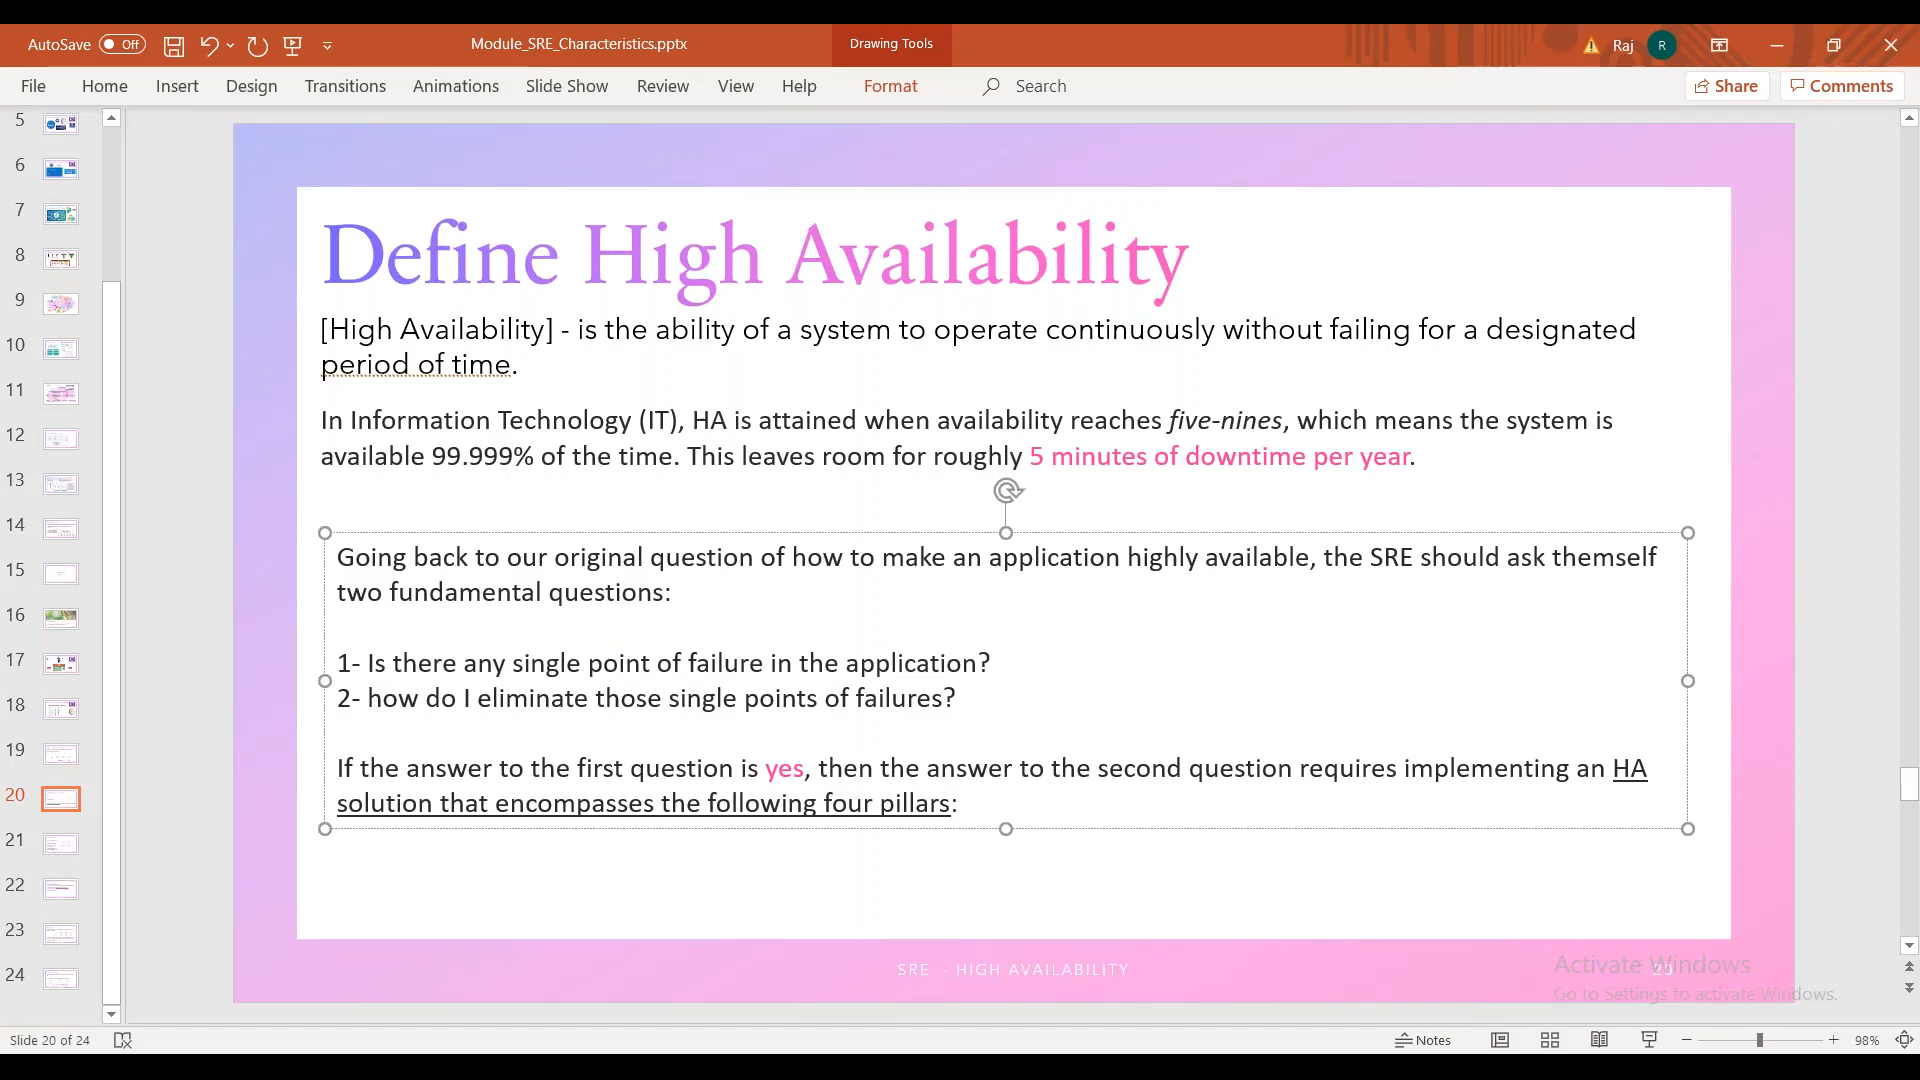 AutoSave Off
Module_SRE_Characteristics.pptx
Drawing Tools
Raj R
File Home Insert Design Transitions Animations Slide Show Review View Help Format Search Share Comments
5
6
7
8
9
10
11
12
13
14
15
16
17
18
19
20
21
22
23
24
Define High Availability
[High Availability] - is the ability of a system to operate continuously without failing for a designated
period of time.
In Information Technology (IT), HA is attained when availability reaches five-nines, which means the system is
available 99.999% of the time. This leaves room for roughly 5 minutes of downtime per year.
Going back to our original question of how to make an application highly available, the SRE should ask themself
two fundamental questions:
1- Is there any single point of failure in the application?
2- how do I eliminate those single points of failures?
If the answer to the first question is yes, then the answer to the second question requires implementing an HA
solution that encompasses the following four pillars:
SRE - HIGH AVAILABILITY
20
Activate Windows
Go to Settings to activate Windows.
Slide 20 of 24
Notes
98%